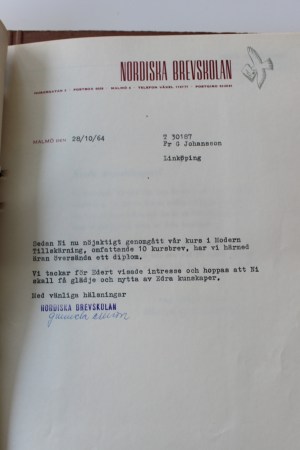 NORDISKA BREVSKOLAN
MALMÖ den 28/10/64
T 30187
Fr G Johansson
Linköping
Sedan Ni nu nöjaktigt genomgått vår kurs i Modern
Tillskärning, omfattande 10 kursbrev, har vi härmed
äran översända ett diplom.
Vi tackar för Edert visade intresse och hoppas att Ni
skall få glädje och nytta av Edra kunskaper.
Med vänliga hälsningar
NORDISKA BREVSKOLAN